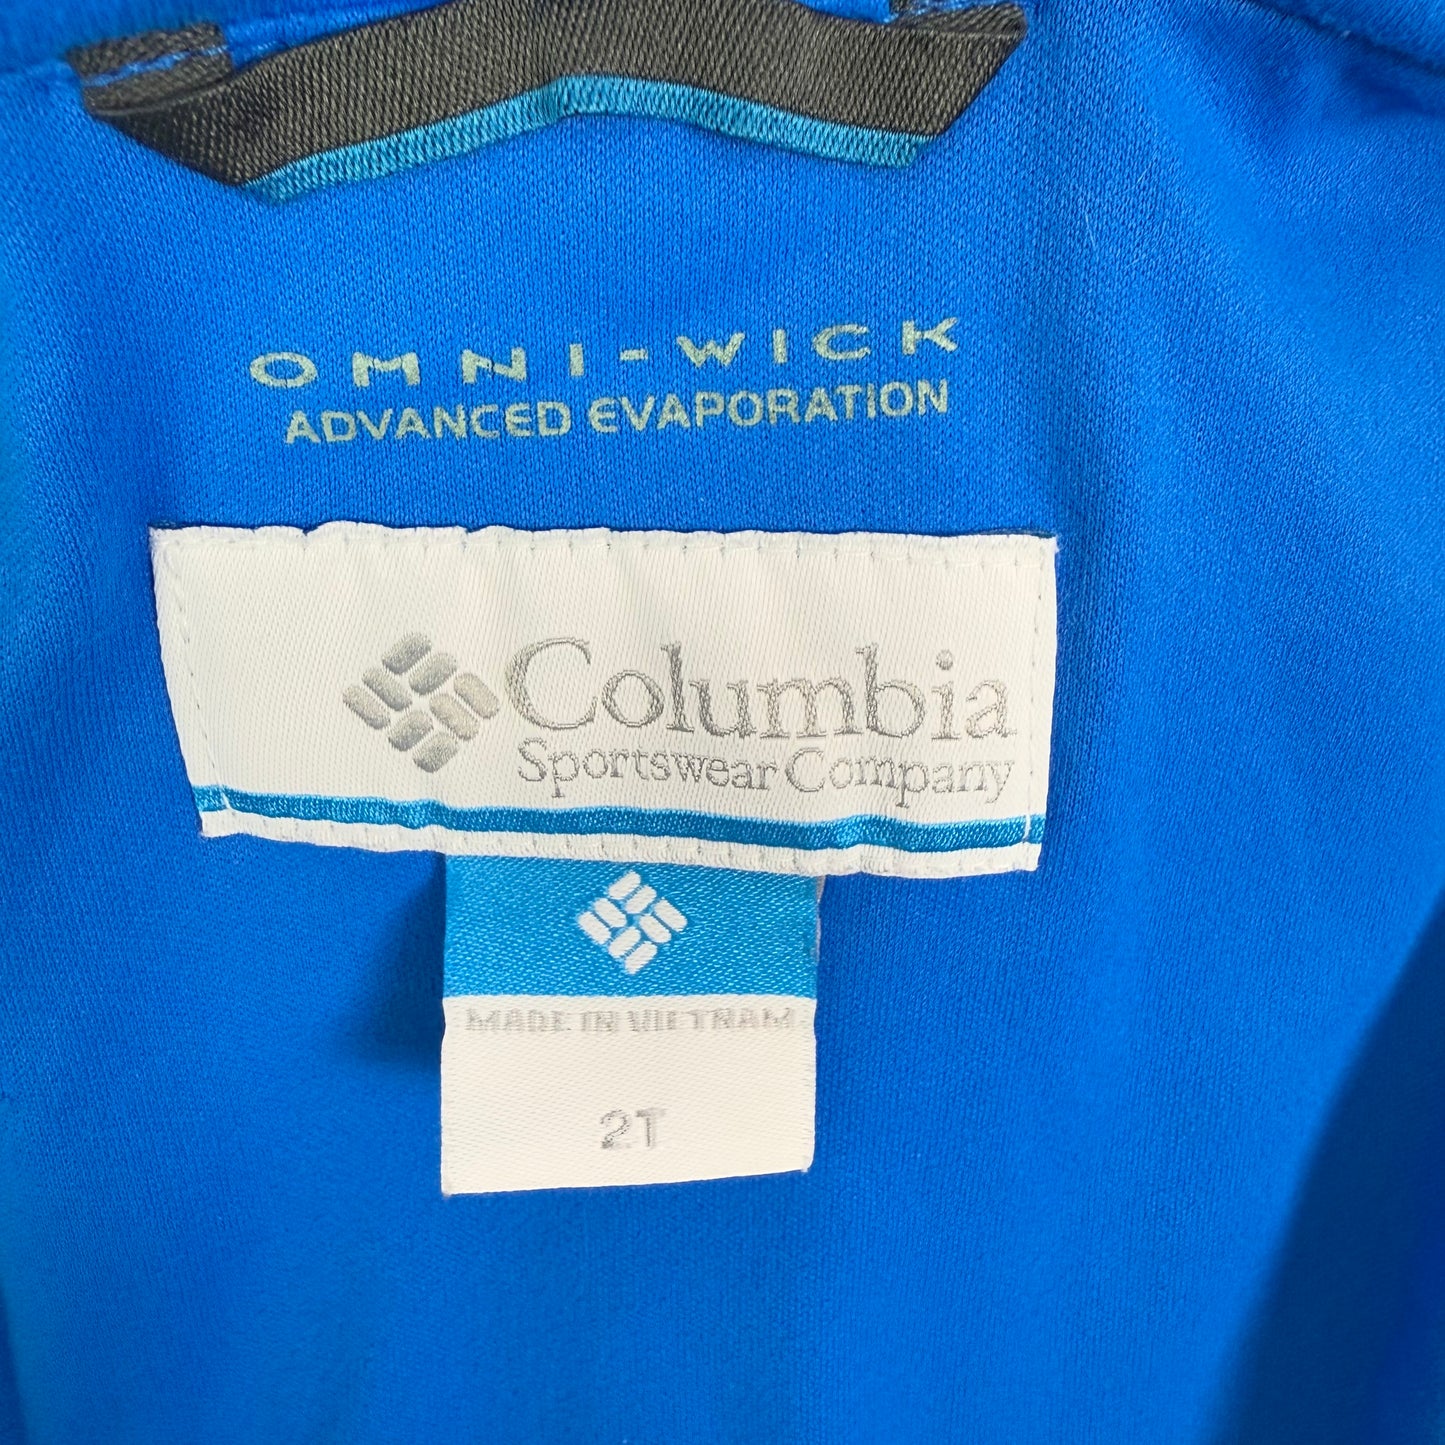 OMNI-WICK
ADVANCED EVAPORATION
Columbia
Sportswear Company
MADE IN VIETNAM
2T